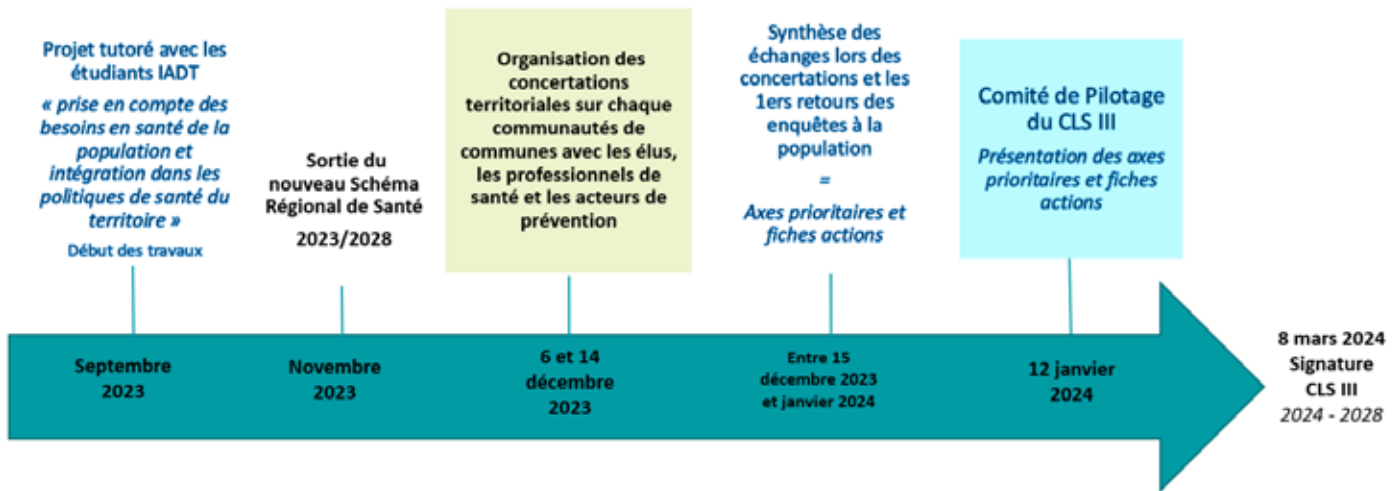 Projet tutoré avec les
étudiants IADT
« prise en compte des
besoins en santé de la
population et
intégration dans les
politiques de santé du
territoire »
Début des travaux
Septembre
2023
Sortie du
nouveau Schéma
Régional de Santé
2023/2028
Novembre
2023
Organisation des
concertations
territoriales sur chaque
communautés de
communes avec les élus,
les professionnels de
santé et les acteurs de
prévention
6 et 14
décembre
2023
Synthèse des
échanges lors des
concertations et les
1ers retours des
enquêtes à la
population
=
Axes prioritaires et
fiches actions
Entre 15
décembre 2023
et janvier 2024
Comité de Pilotage
du CLS III
Présentation des axes
prioritaires et fiches
actions
12 janvier
2024
8 mars 2024
Signature
CLS III
2024 - 2028